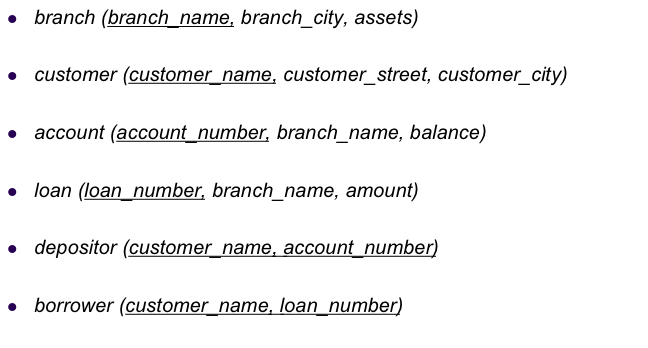 • branch (branch_name, branch_city, assets)
• customer (customer_name, customer_street, customer_city)
• account (account_number, branch_name, balance)
• loan (loan_number, branch_name, amount)
• depositor (customer_name, account_number)
• borrower (customer_name, loan_number)